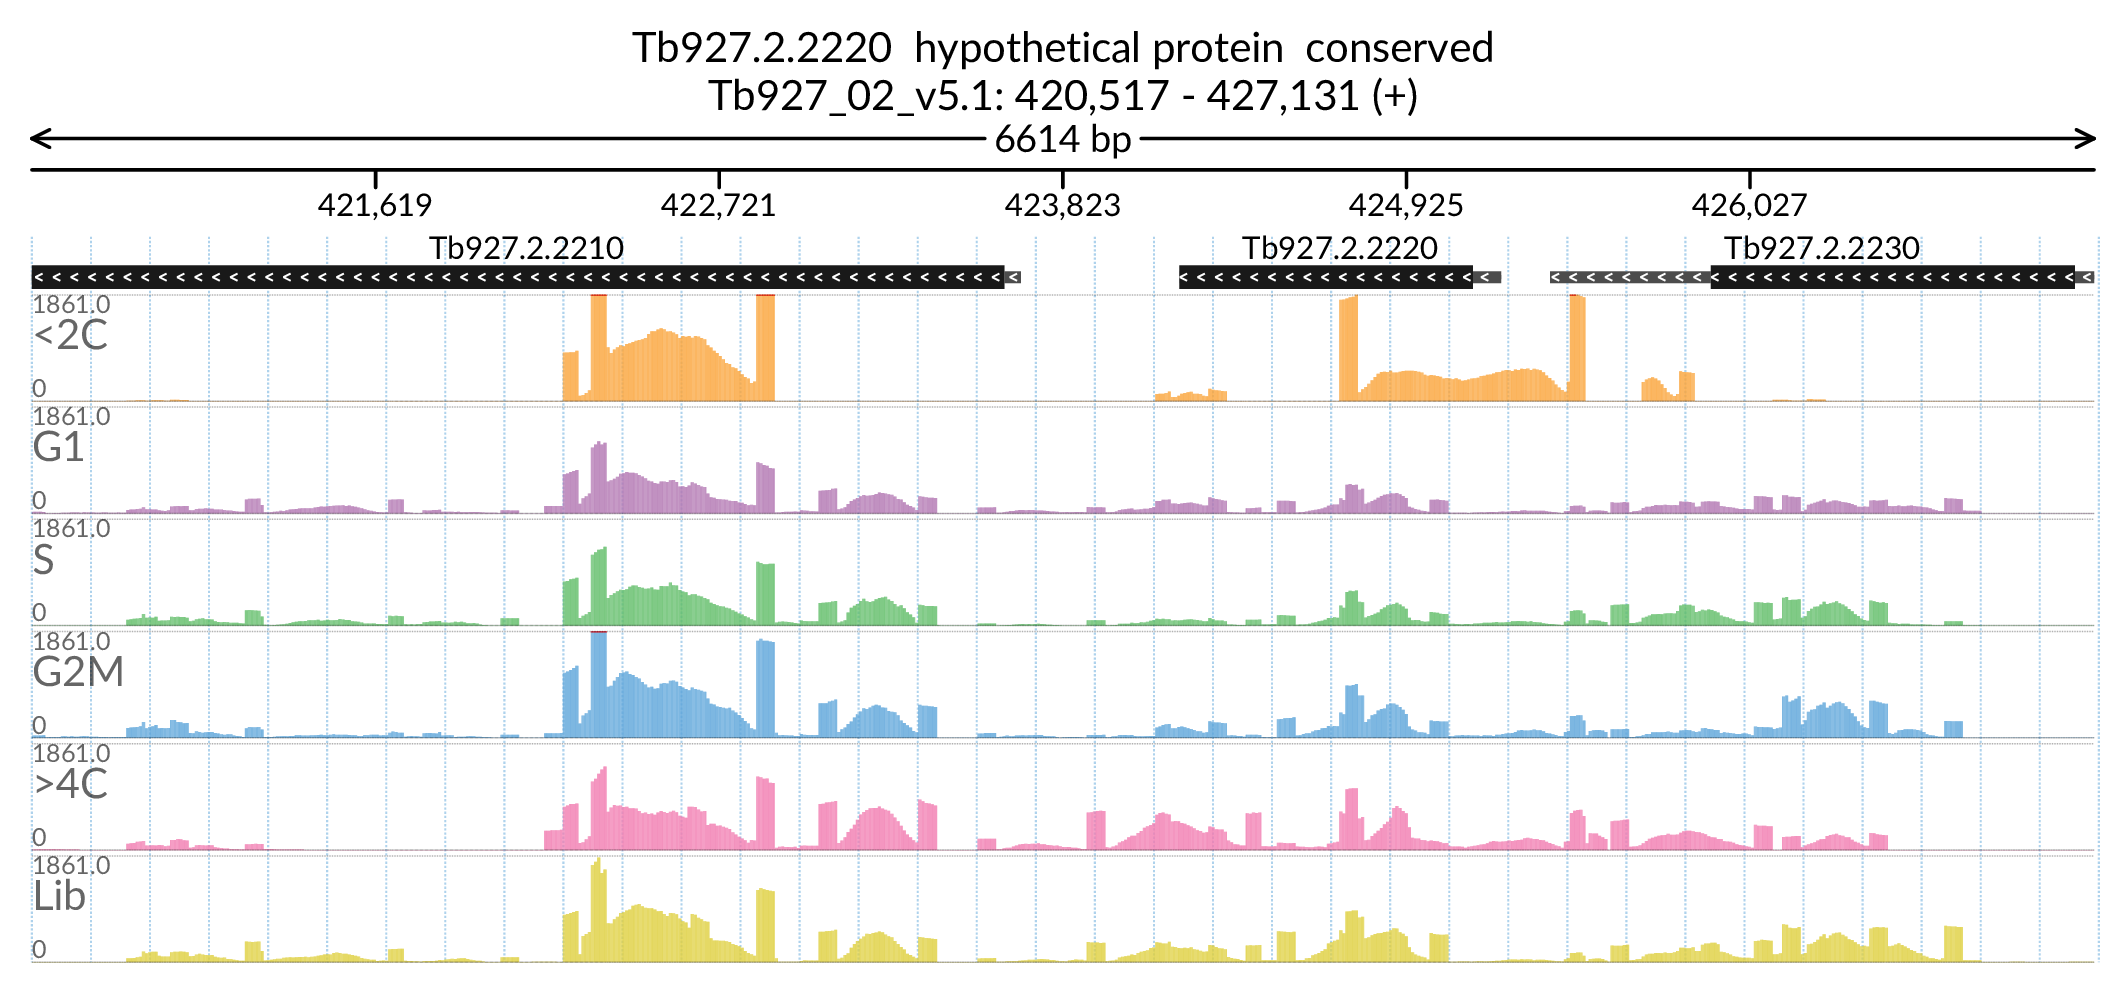 Tb927.2.2220  hypothetical protein  conserved
Tb927_02_v5.1: 420,517 - 427,131 (+)
6614 bp
421,619 422,721 423,823 424,925 426,027
Tb927.2.2210 Tb927.2.2220 Tb927.2.2230
1861.0
<2C
0
1861.0
G1
0
1861.0
S
0
1861.0
G2M
0
1861.0
>4C
0
1861.0
Lib
0